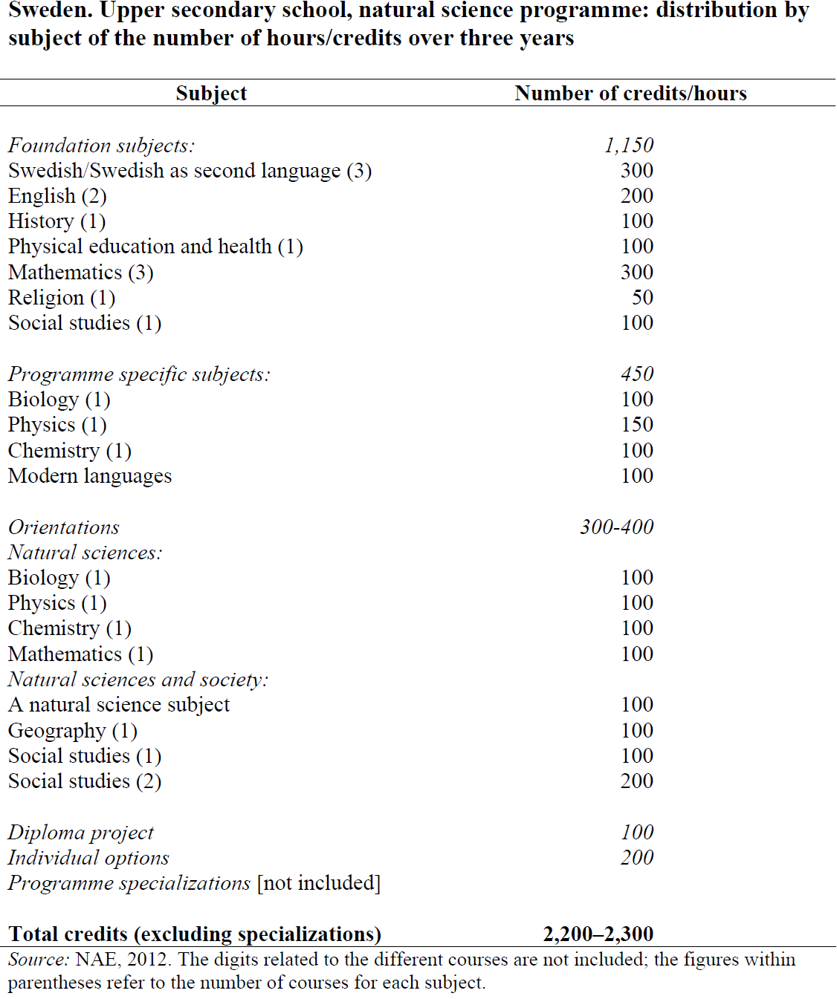 Sweden. Upper secondary school, natural science programme: distribution by
subject of the number of hours/credits over three years
Subject Number of credits/hours
Foundation subjects: 1,150
Swedish/Swedish as second language (3) 300
English (2) 200
History (1) 100
Physical education and health (1) 100
Mathematics (3) 300
Religion (1) 50
Social studies (1) 100
Programme specific subjects: 450
Biology (1) 100
Physics (1) 150
Chemistry (1) 100
Modern languages 100
Orientations 300-400
Natural sciences:
Biology (1) 100
Physics (1) 100
Chemistry (1) 100
Mathematics (1) 100
Natural sciences and society:
A natural science subject 100
Geography (1) 100
Social studies (1) 100
Social studies (2) 200
Diploma project 100
Individual options 200
Programme specializations [not included]
Total credits (excluding specializations) 2,200–2,300
Source: NAE, 2012. The digits related to the different courses are not included; the figures within
parentheses refer to the number of courses for each subject.